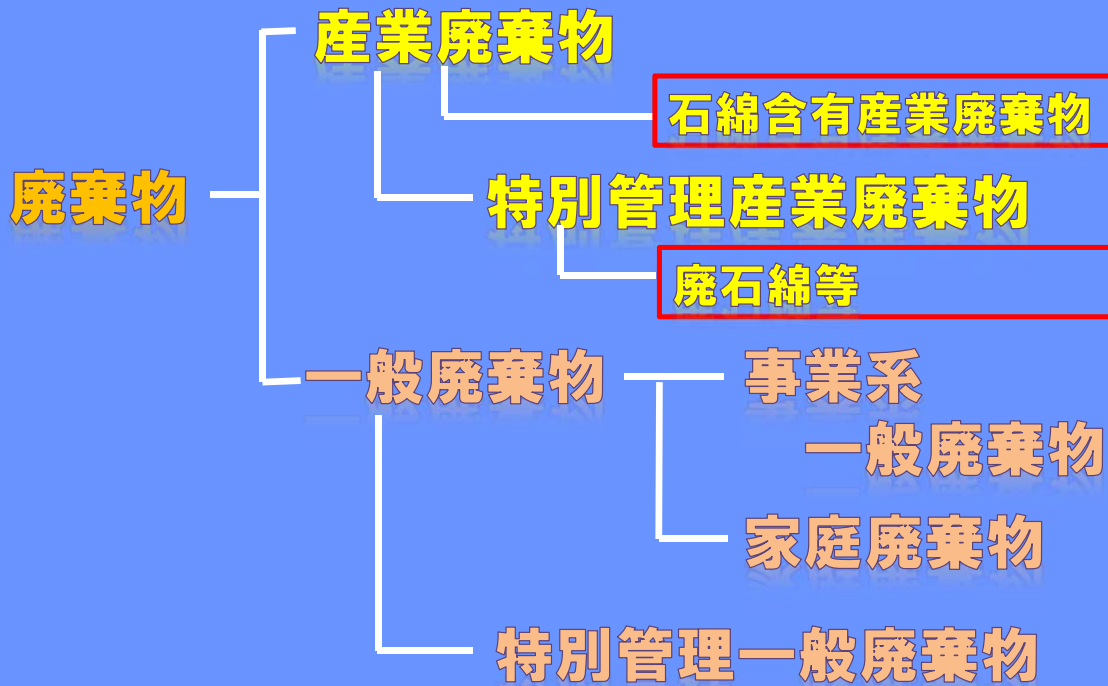 産業廃棄物
石綿含有産業廃棄物
廃棄物
特別管理産業廃棄物
廃石綿等
一般廃棄物
事業系
一般廃棄物
家庭廃棄物
特別管理一般廃棄物